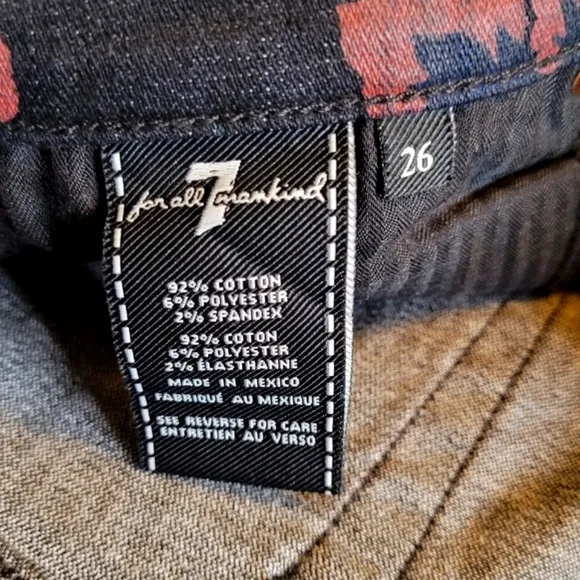 for all 7 mankind
26
92% COTTON
6% POLYESTER
2% SPANDEX
92% COTON
6% POLYESTER
2% ÉLASTHANNE
MADE IN MEXICO
FABRIQUÉ AU MEXIQUE
SEE REVERSE FOR CARE
ENTRETIEN AU VERSO